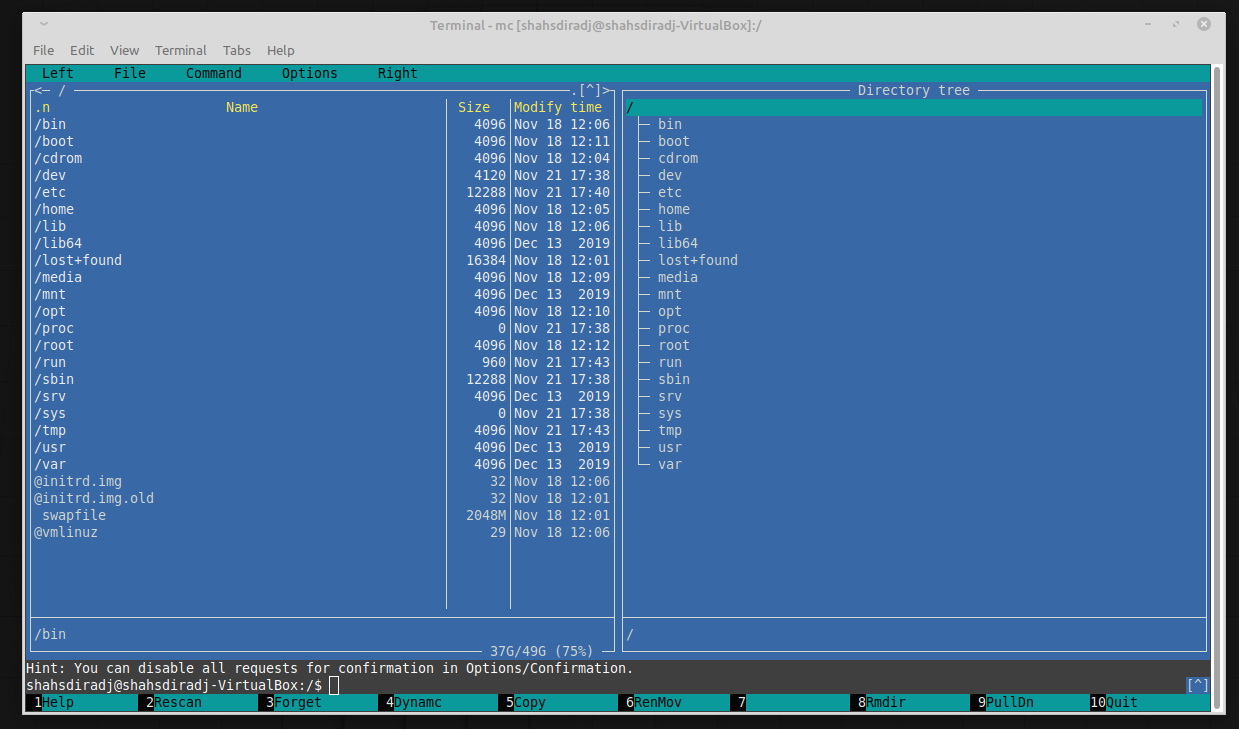 Terminal - mc [shahsdiradj@shahsdiradj-VirtualBox]:/
File Edit View Terminal Tabs Help
Left File Command Options Right
<- / .[^]>
.n Name Size Modify time
/bin 4096 Nov 18 12:06
/boot 4096 Nov 18 12:11
/cdrom 4096 Nov 18 12:04
/dev 4120 Nov 21 17:38
/etc 12288 Nov 21 17:40
/home 4096 Nov 18 12:05
/lib 4096 Nov 18 12:06
/lib64 4096 Dec 13 2019
/lost+found 16384 Nov 18 12:01
/media 4096 Nov 18 12:09
/mnt 4096 Dec 13 2019
/opt 4096 Nov 18 12:10
/proc 0 Nov 21 17:38
/root 4096 Nov 18 12:12
/run 960 Nov 21 17:43
/sbin 12288 Nov 21 17:38
/srv 4096 Dec 13 2019
/sys 0 Nov 21 17:38
/tmp 4096 Nov 21 17:43
/usr 4096 Dec 13 2019
/var 4096 Dec 13 2019
@initrd.img 32 Nov 18 12:06
@initrd.img.old 32 Nov 18 12:01
swapfile 2048M Nov 18 12:01
@vmlinuz 29 Nov 18 12:06
/bin
37G/49G (75%)
Directory tree
/
bin
boot
cdrom
dev
etc
home
lib
lib64
lost+found
media
mnt
opt
proc
root
run
sbin
srv
sys
tmp
usr
var
/
Hint: You can disable all requests for confirmation in Options/Confirmation.
shahsdiradj@shahsdiradj-VirtualBox:/$ [^]
1Help 2Rescan 3Forget 4Dynamc 5Copy 6RenMov 7 8Rmdir 9PullDn 10Quit